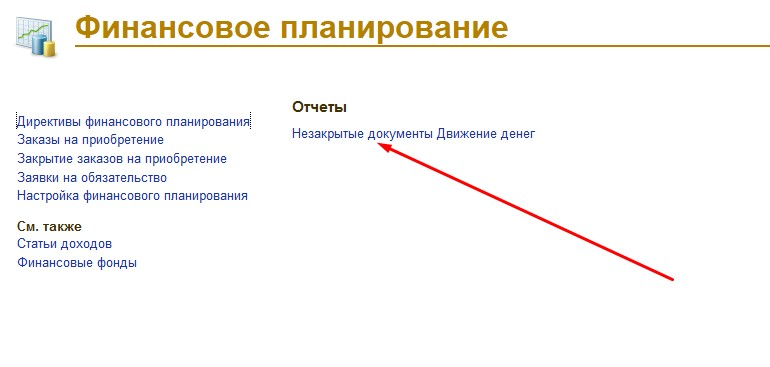 Финансовое планирование
Директивы финансового планирования
Заказы на приобретение
Закрытие заказов на приобретение
Заявки на обязательство
Настройка финансового планирования
См. также
Статьи доходов
Финансовые фонды
Отчеты
Незакрытые документы Движение денег